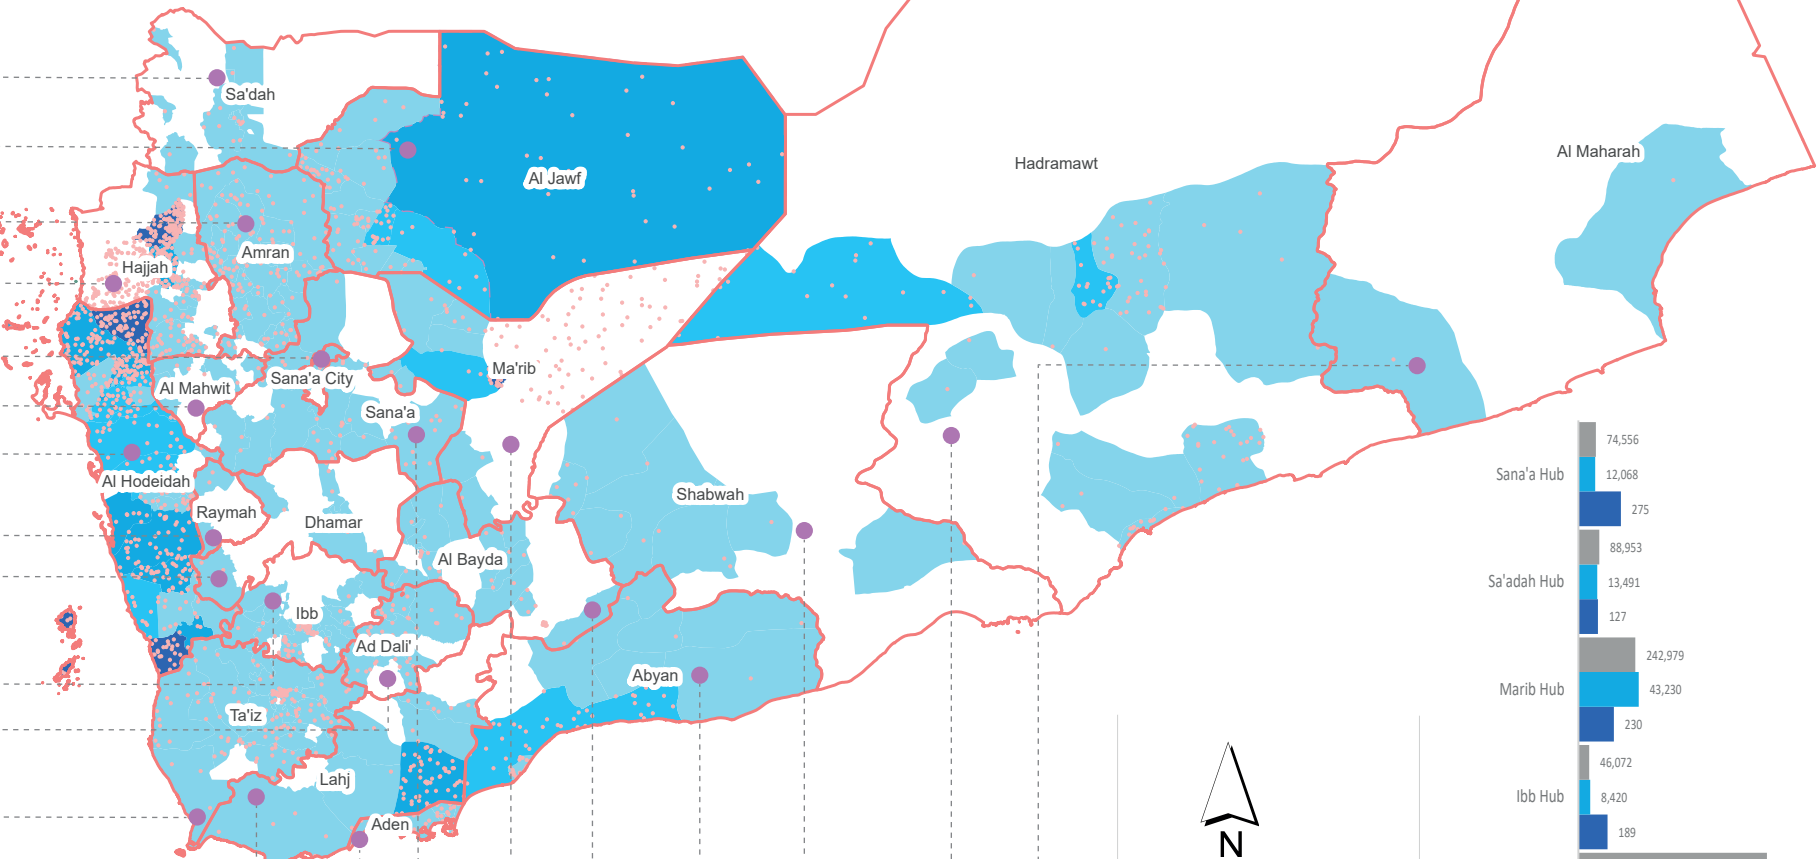 Sa'dah
Al Jawf
Hadramawt
Al Maharah
Amran
Hajjah
Ma'rib
Al Mahwit
Sana'a City
Sana'a
Al Hodeidah
Shabwah
Raymah
Dhamar
Al Bayda
Ibb
Ad Dali'
Abyan
Ta'iz
Lahj
Aden
N
74,556
Sana'a Hub
12,068
275
88,953
Sa'adah Hub
13,491
127
242,979
Marib Hub
43,230
230
46,072
Ibb Hub
8,420
189